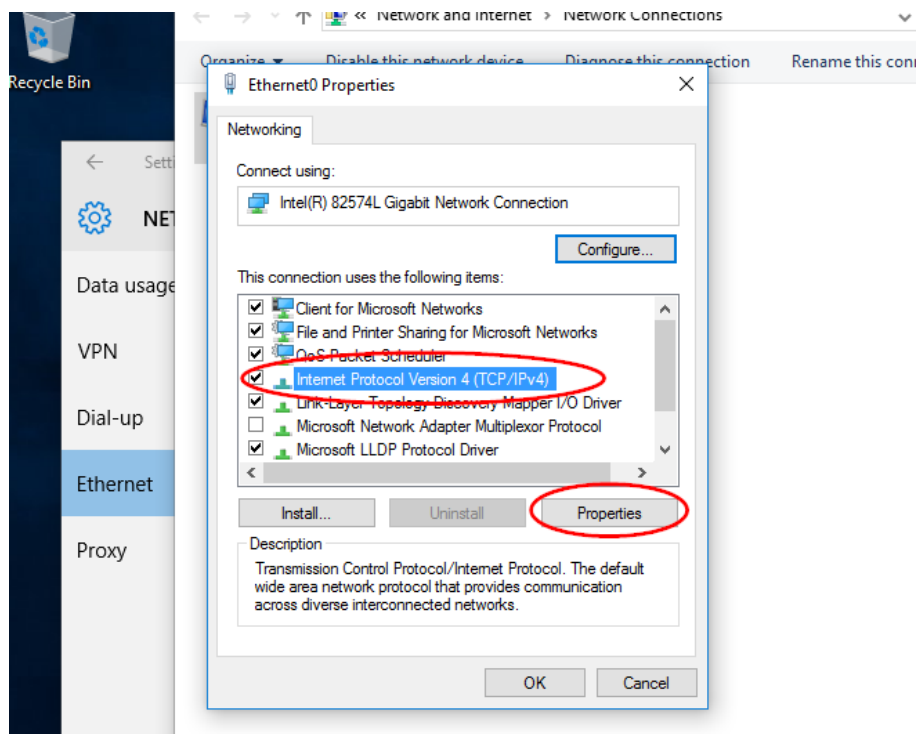 « Network and Internet › Network Connections
Recycle Bin
Organize Disable this network device Diagnose this connection Rename this conn
Ethernet0 Properties
Networking
Connect using:
Intel(R) 82574L Gigabit Network Connection
Configure...
This connection uses the following items:
Client for Microsoft Networks
File and Printer Sharing for Microsoft Networks
QoS Packet Scheduler
Internet Protocol Version 4 (TCP/IPv4)
Link-Layer Topology Discovery Mapper I/O Driver
Microsoft Network Adapter Multiplexor Protocol
Microsoft LLDP Protocol Driver
Install...
Uninstall
Properties
Description
Transmission Control Protocol/Internet Protocol. The default
wide area network protocol that provides communication
across diverse interconnected networks.
OK
Cancel
Setti
NET
Data usage
VPN
Dial-up
Ethernet
Proxy